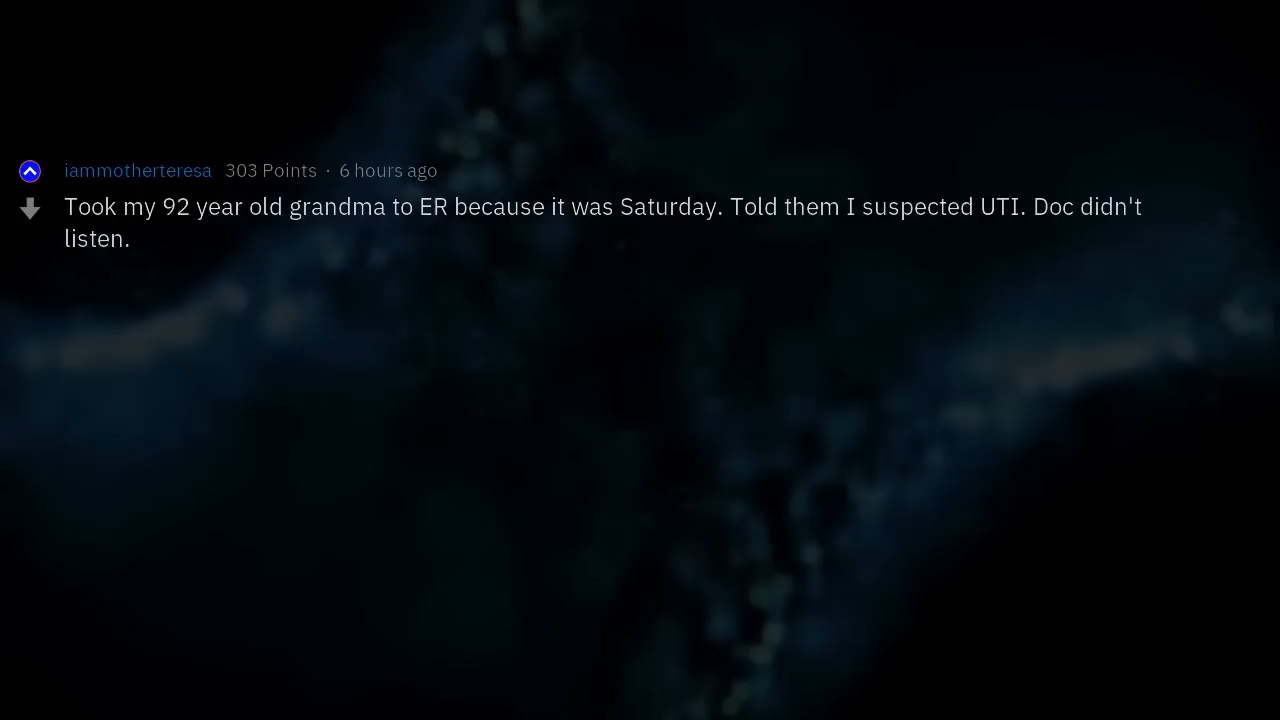 iammotherteresa 303 Points · 6 hours ago
Took my 92 year old grandma to ER because it was Saturday. Told them I suspected UTI. Doc didn't
listen.